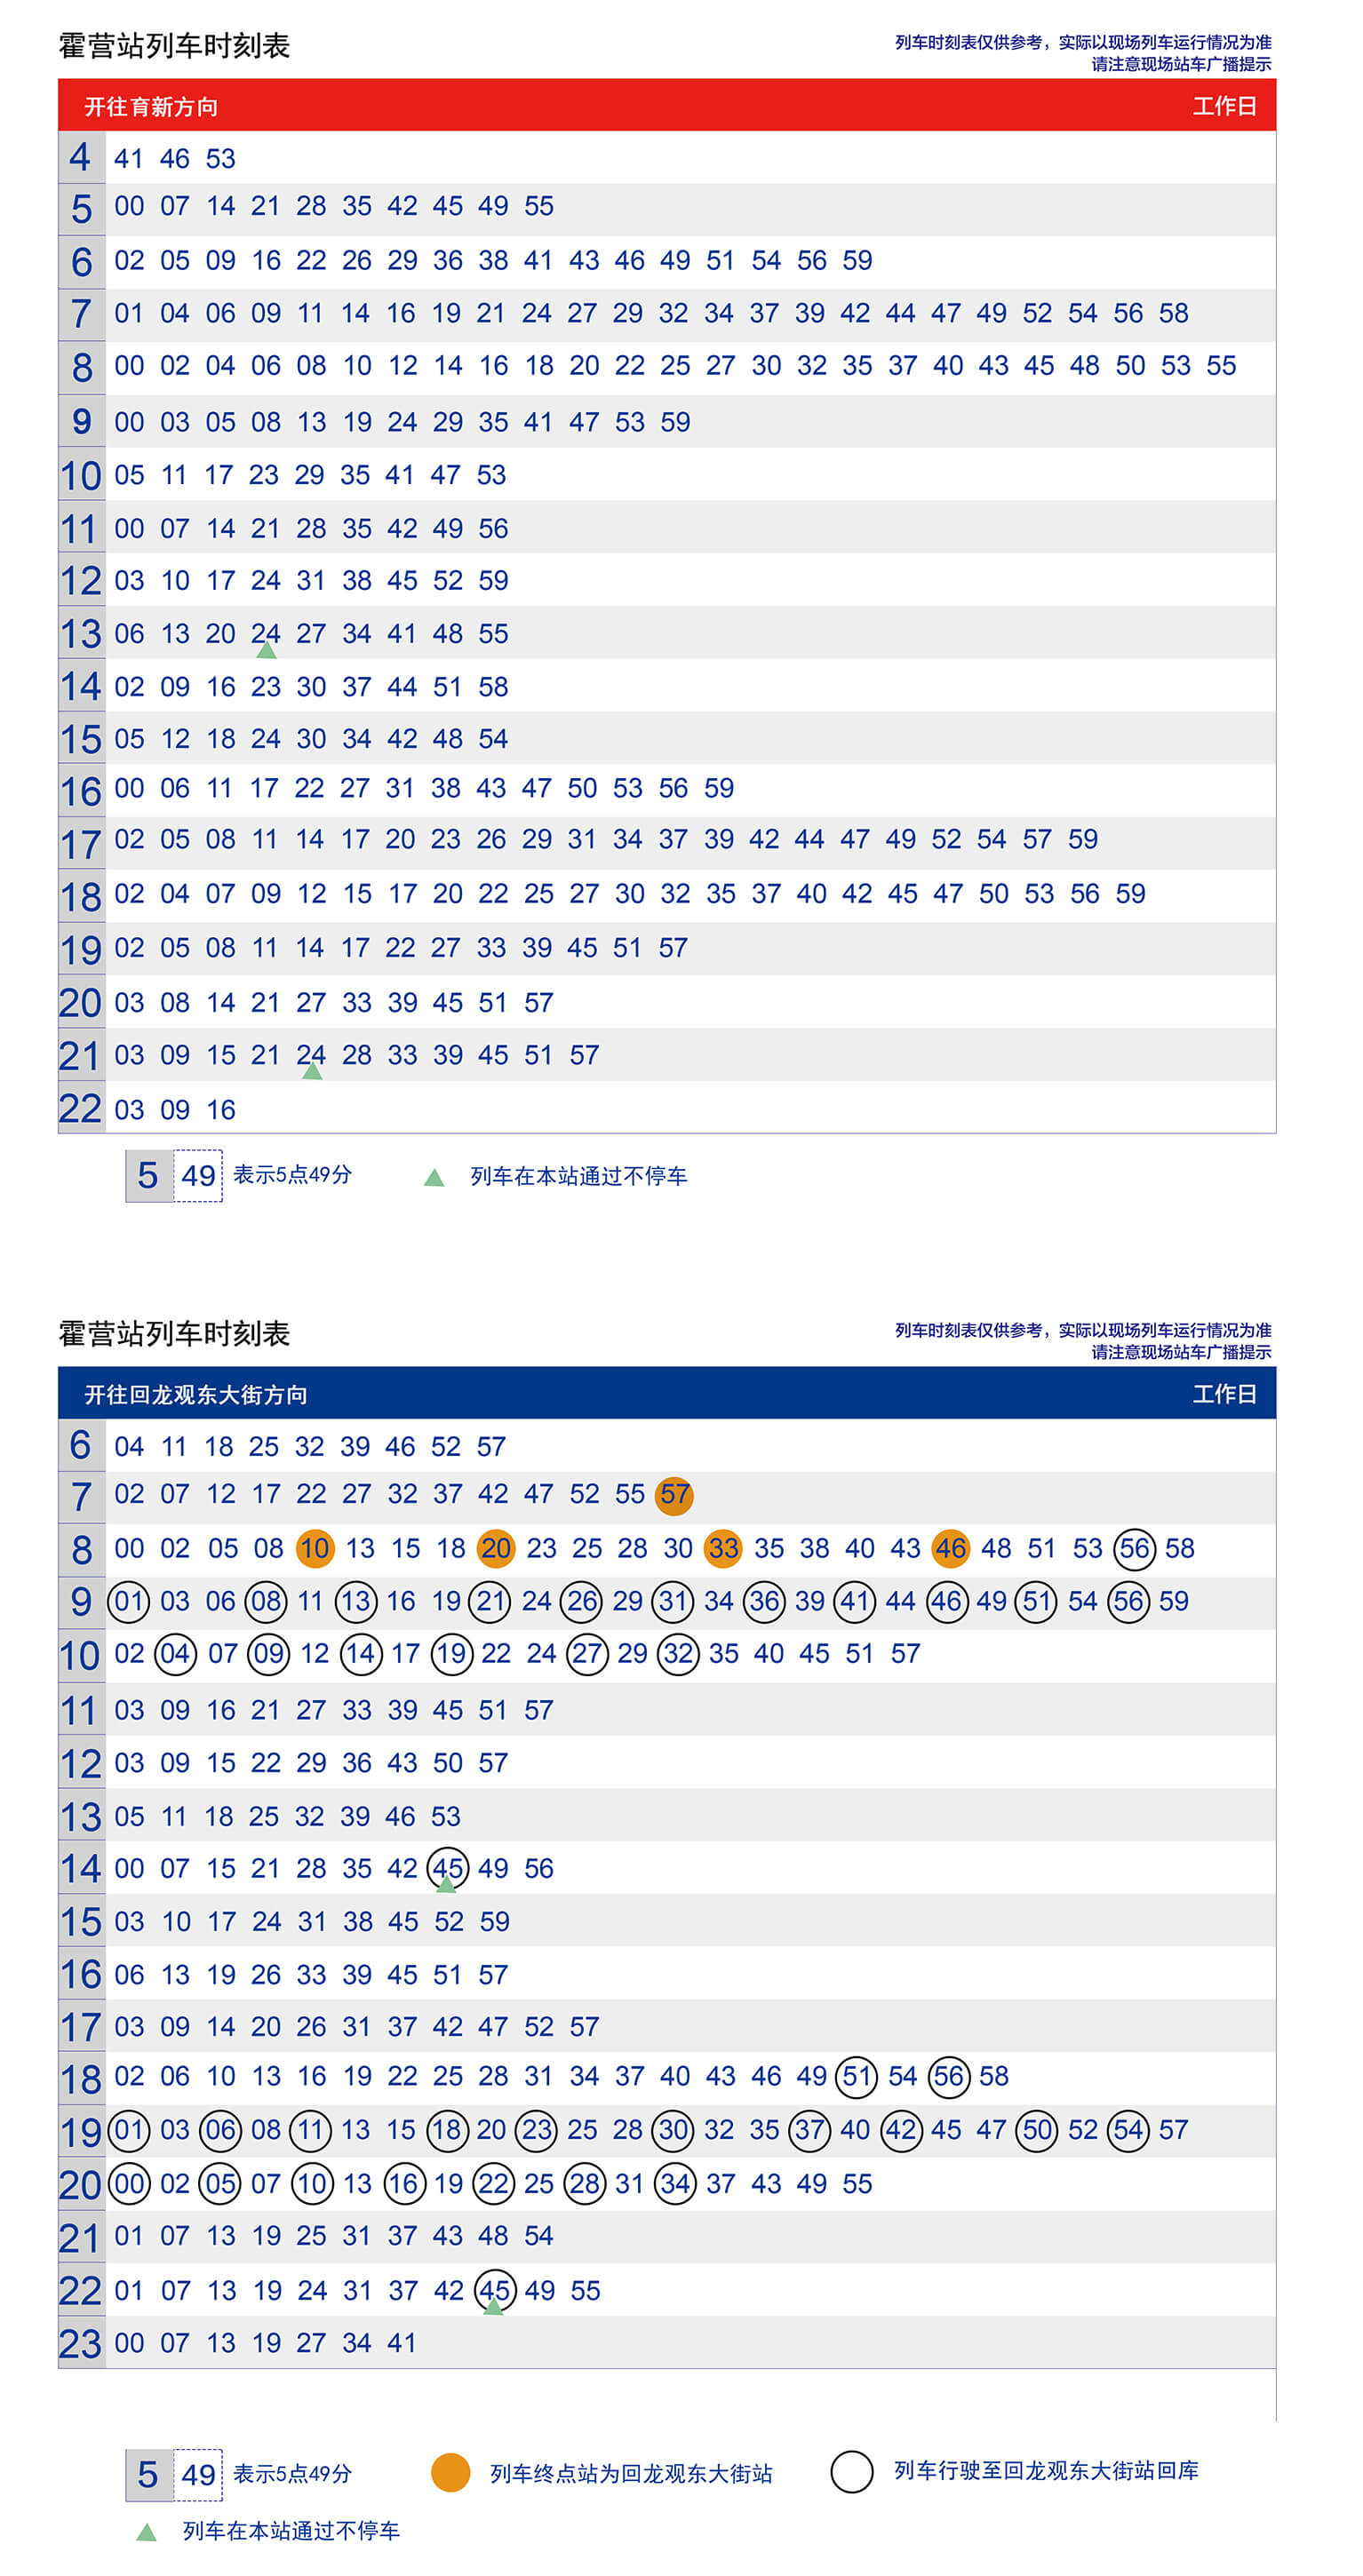 霍营站列车时刻表
列车时刻表仅供参考，实际以现场列车运行情况为准
请注意现场站车广播提示
开往育新方向 工作日
4 41 46 53
5 00 07 14 21 28 35 42 45 49 55
6 02 05 09 16 22 26 29 36 38 41 43 46 49 51 54 56 59
7 01 04 06 09 11 14 16 19 21 24 27 29 32 34 37 39 42 44 47 49 52 54 56 58
8 00 02 04 06 08 10 12 14 16 18 20 22 25 27 30 32 35 37 40 43 45 48 50 53 55
9 00 03 05 08 13 19 24 29 35 41 47 53 59
10 05 11 17 23 29 35 41 47 53
11 00 07 14 21 28 35 42 49 56
12 03 10 17 24 31 38 45 52 59
13 06 13 20 24 27 34 41 48 55
14 02 09 16 23 30 37 44 51 58
15 05 12 18 24 30 34 42 48 54
16 00 06 11 17 22 27 31 38 43 47 50 53 56 59
17 02 05 08 11 14 17 20 23 26 29 31 34 37 39 42 44 47 49 52 54 57 59
18 02 04 07 09 12 15 17 20 22 25 27 30 32 35 37 40 42 45 47 50 53 56 59
19 02 05 08 11 14 17 22 27 33 39 45 51 57
20 03 08 14 21 27 33 39 45 51 57
21 03 09 15 21 24 28 33 39 45 51 57
22 03 09 16
5 49 表示5点49分 列车在本站通过不停车
霍营站列车时刻表
列车时刻表仅供参考，实际以现场列车运行情况为准
请注意现场站车广播提示
开往回龙观东大街方向 工作日
6 04 11 18 25 32 39 46 52 57
7 02 07 12 17 22 27 32 37 42 47 52 55 57
8 00 02 05 08 10 13 15 18 20 23 25 28 30 33 35 38 40 43 46 48 51 53 56 58
9 01 03 06 08 11 13 16 19 21 24 26 29 31 34 36 39 41 44 46 49 51 54 56 59
10 02 04 07 09 12 14 17 19 22 24 27 29 32 35 40 45 51 57
11 03 09 16 21 27 33 39 45 51 57
12 03 09 15 22 29 36 43 50 57
13 05 11 18 25 32 39 46 53
14 00 07 15 21 28 35 42 45 49 56
15 03 10 17 24 31 38 45 52 59
16 06 13 19 26 33 39 45 51 57
17 03 09 14 20 26 31 37 42 47 52 57
18 02 06 10 13 16 19 22 25 28 31 34 37 40 43 46 49 51 54 56 58
19 01 03 06 08 11 13 15 18 20 23 25 28 30 32 35 37 40 42 45 47 50 52 54 57
20 00 02 05 07 10 13 16 19 22 25 28 31 34 37 43 49 55
21 01 07 13 19 25 31 37 43 48 54
22 01 07 13 19 24 31 37 42 45 49 55
23 00 07 13 19 27 34 41
5 49 表示5点49分 列车终点站为回龙观东大街站 列车行驶至回龙观东大街站回库
列车在本站通过不停车